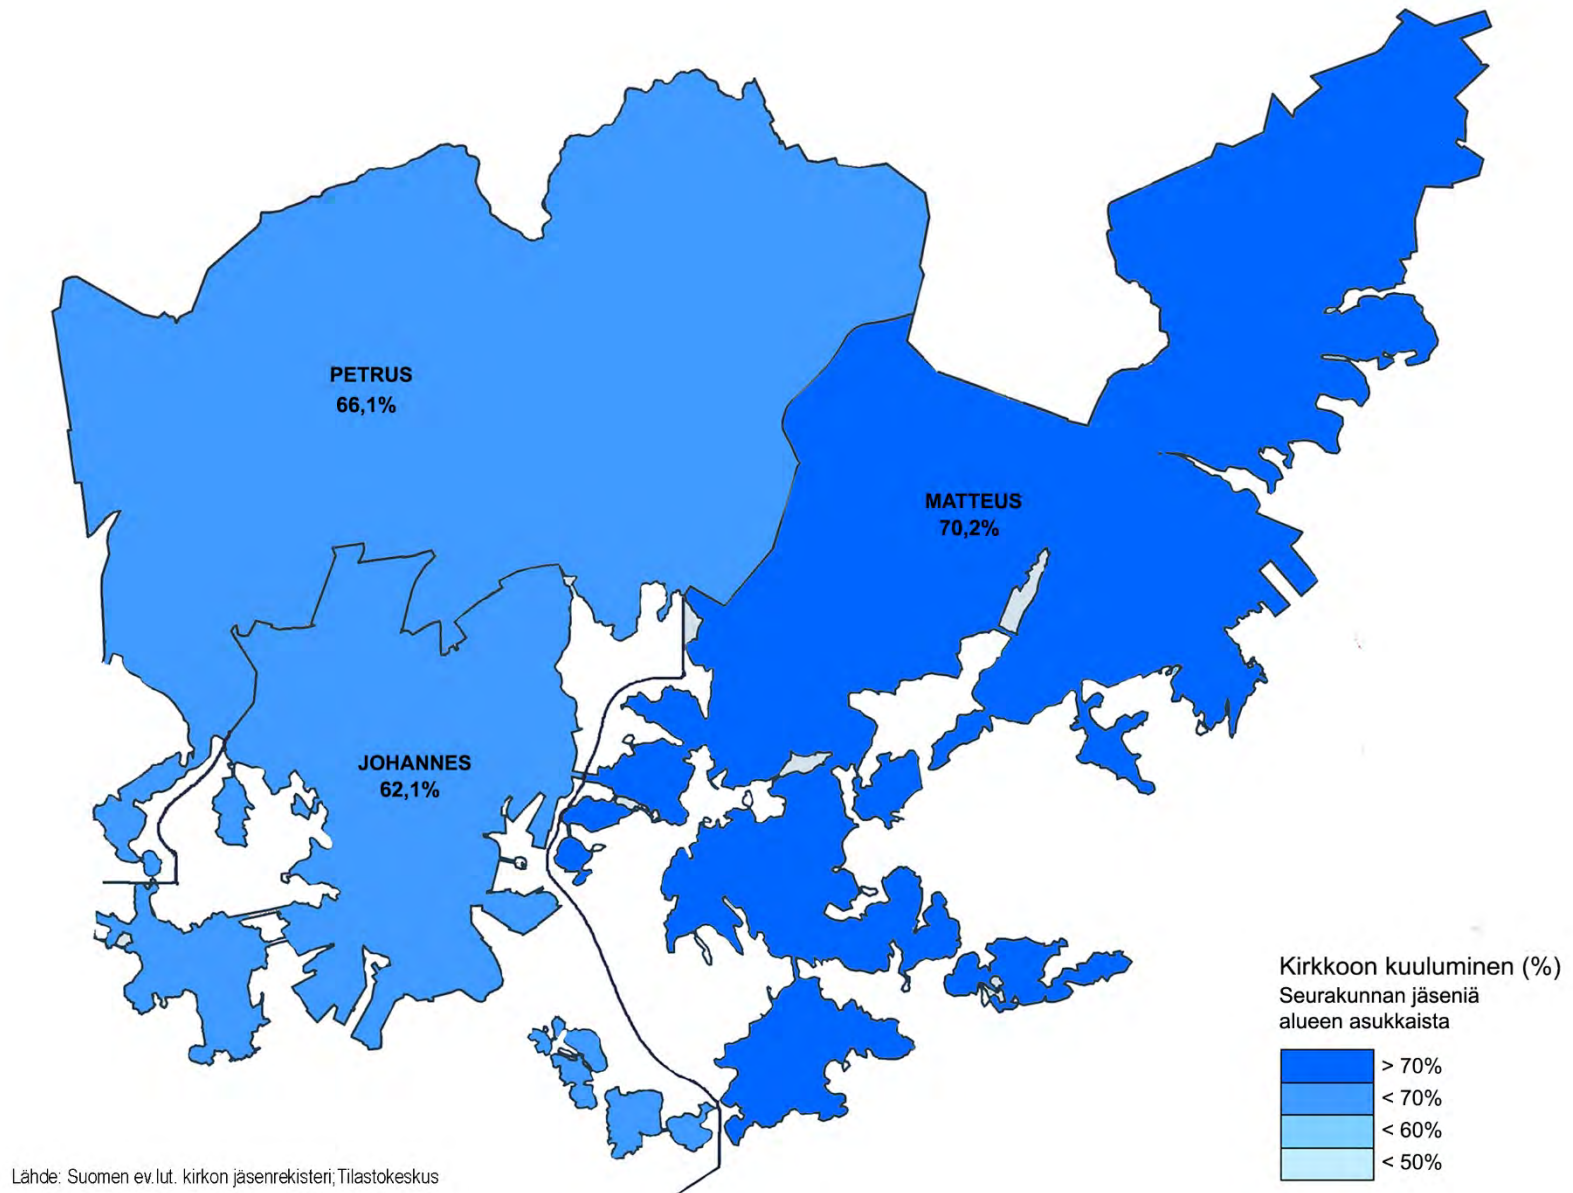 PETRUS
66,1%
MATTEUS
70,2%
JOHANNES
62,1%
Kirkkoon kuuluminen (%)
Seurakunnan jäseniä
alueen asukkaista
> 70%
< 70%
< 60%
< 50%
Lähde: Suomen ev.lut. kirkon jäsenrekisteri; Tilastokeskus